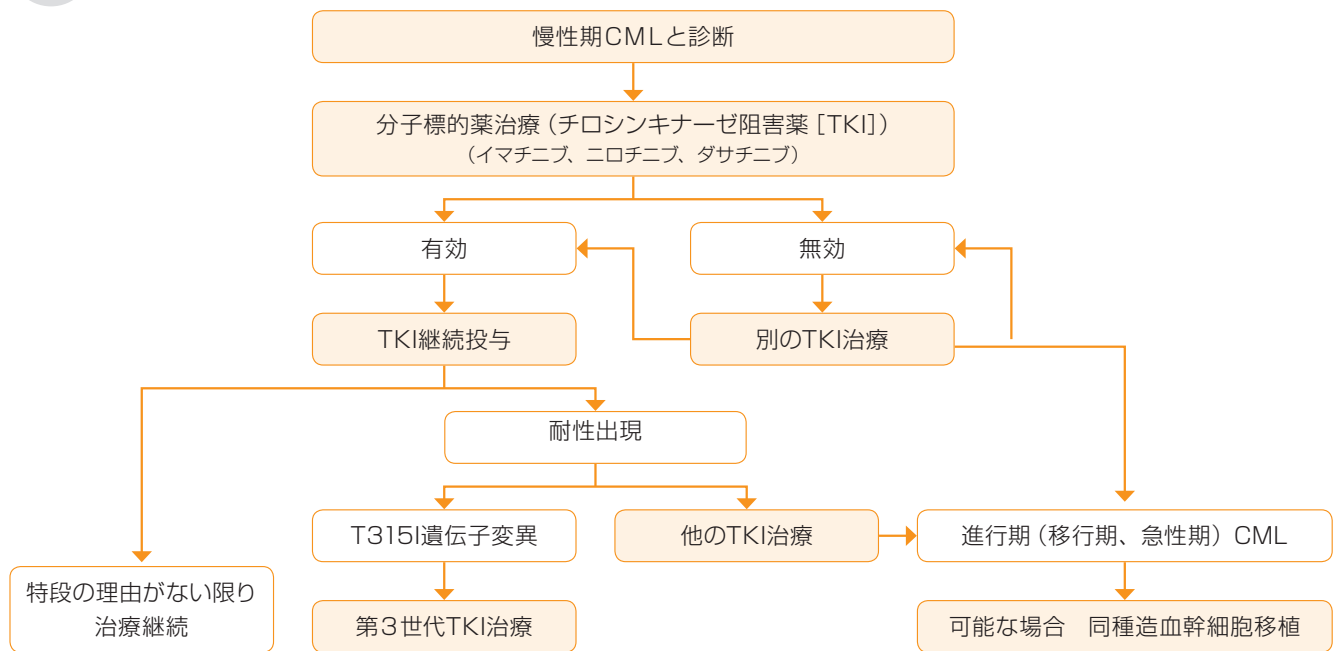 慢性期CMLと診断
分子標的薬治療（チロシンキナーゼ阻害薬［TKI］）
（イマチニブ、ニロチニブ、ダサチニブ）
有効
無効
TKI継続投与
別のTKI治療
耐性出現
T315I遺伝子変異
他のTKI治療
進行期（移行期、急性期）CML
特段の理由がない限り
治療継続
第3世代TKI治療
可能な場合　同種造血幹細胞移植